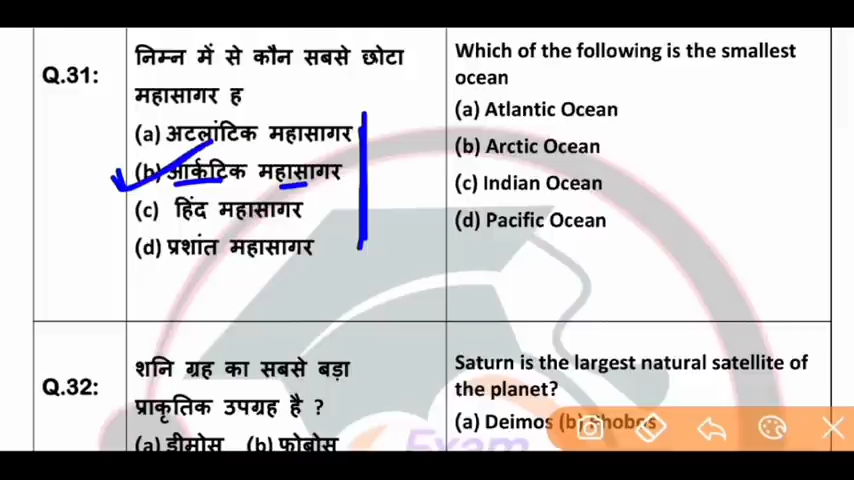 Q.31:
निम्न में से कौन सबसे छोटा
महासागर ह
(a) अटलांटिक महासागर
(b) आर्कटिक महासागर
(c) हिंद महासागर
(d) प्रशांत महासागर
Which of the following is the smallest
ocean
(a) Atlantic Ocean
(b) Arctic Ocean
(c) Indian Ocean
(d) Pacific Ocean
Q.32:
शनि ग्रह का सबसे बड़ा
प्राकृतिक उपग्रह है ?
(a) डीमोस (b) फोबोस
Saturn is the largest natural satellite of
the planet?
(a) Deimos (b) Phobos
Exam